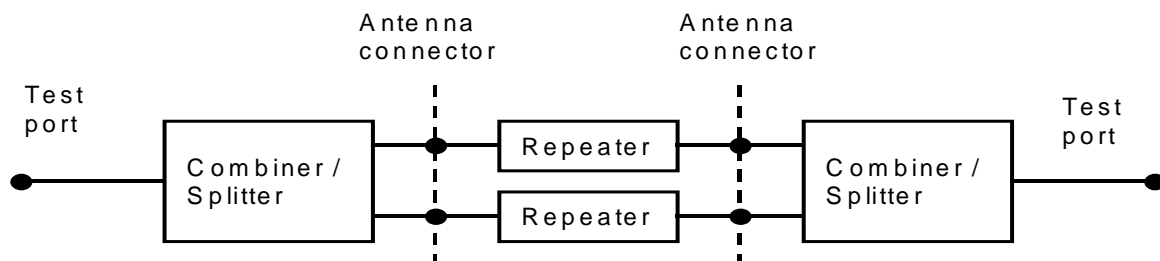 Antenna
connector
Antenna
connector
Test
port
Test
port
Combiner/
Splitter
Repeater
Repeater
Combiner/
Splitter